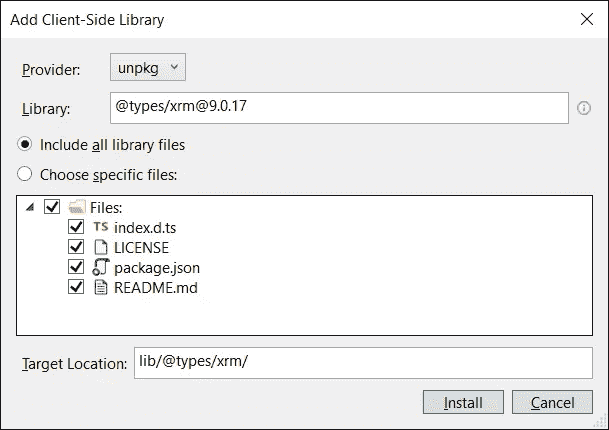 Add Client-Side Library
Provider: unpkg
Library: @types/xrm@9.0.17
Include all library files
Choose specific files:
Files:
TS index.d.ts
LICENSE
package.json
README.md
Target Location: lib/@types/xrm/
Install Cancel